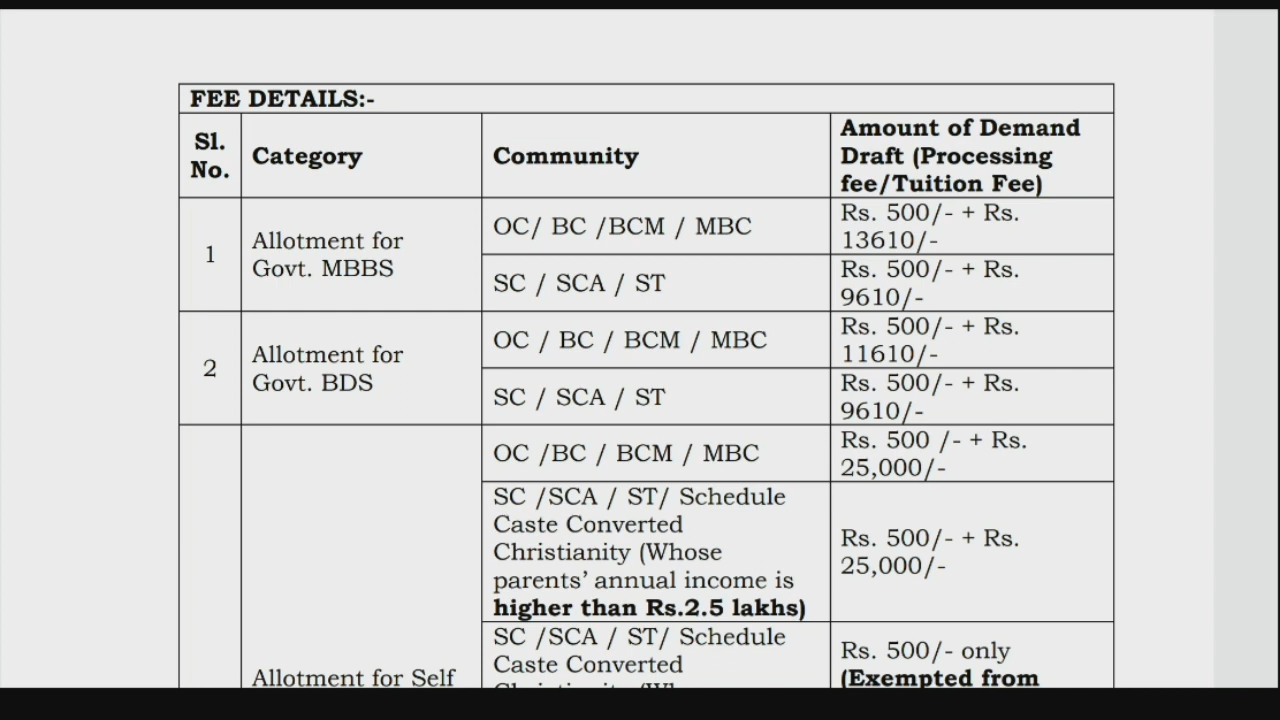 FEE DETAILS:-
Sl.
No.
Category
Community
Amount of Demand
Draft (Processing
fee/Tuition Fee)
1
Allotment for
Govt. MBBS
OC/ BC /BCM / MBC
Rs. 500/- + Rs.
13610/-
SC / SCA / ST
Rs. 500/- + Rs.
9610/-
2
Allotment for
Govt. BDS
OC / BC / BCM / MBC
Rs. 500/- + Rs.
11610/-
SC / SCA / ST
Rs. 500/- + Rs.
9610/-
OC /BC / BCM / MBC
Rs. 500 /- + Rs.
25,000/-
SC /SCA / ST/ Schedule
Caste Converted
Christianity (Whose
parents’ annual income is
higher than Rs.2.5 lakhs)
Rs. 500/- + Rs.
25,000/-
Allotment for Self
SC /SCA / ST/ Schedule
Caste Converted
Rs. 500/- only
(Exempted from